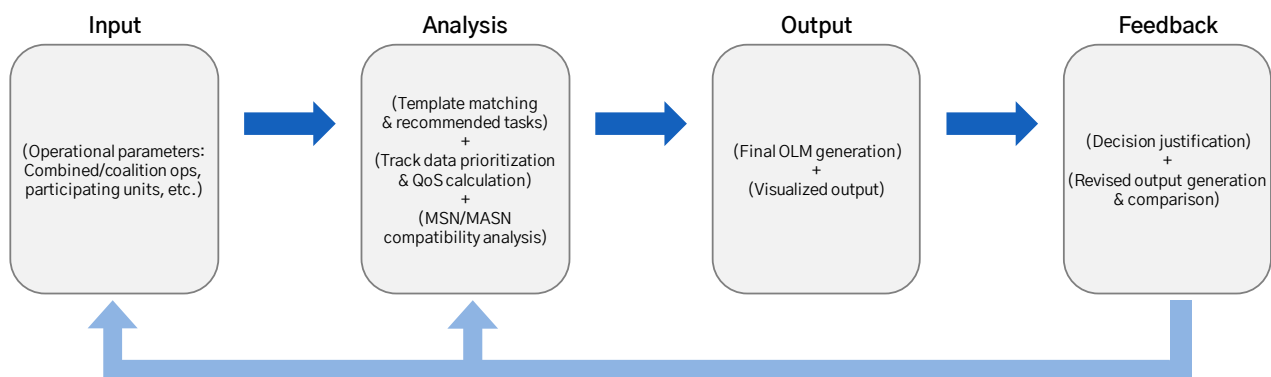 Input
(Operational parameters:
Combined/coalition ops,
participating units, etc.)
Analysis
(Template matching
& recommended tasks)
+
(Track data prioritization
& QoS calculation)
+
(MSN/MASN
compatibility analysis)
Output
(Final OLM generation)
+
(Visualized output)
Feedback
(Decision justification)
+
(Revised output generation
& comparison)